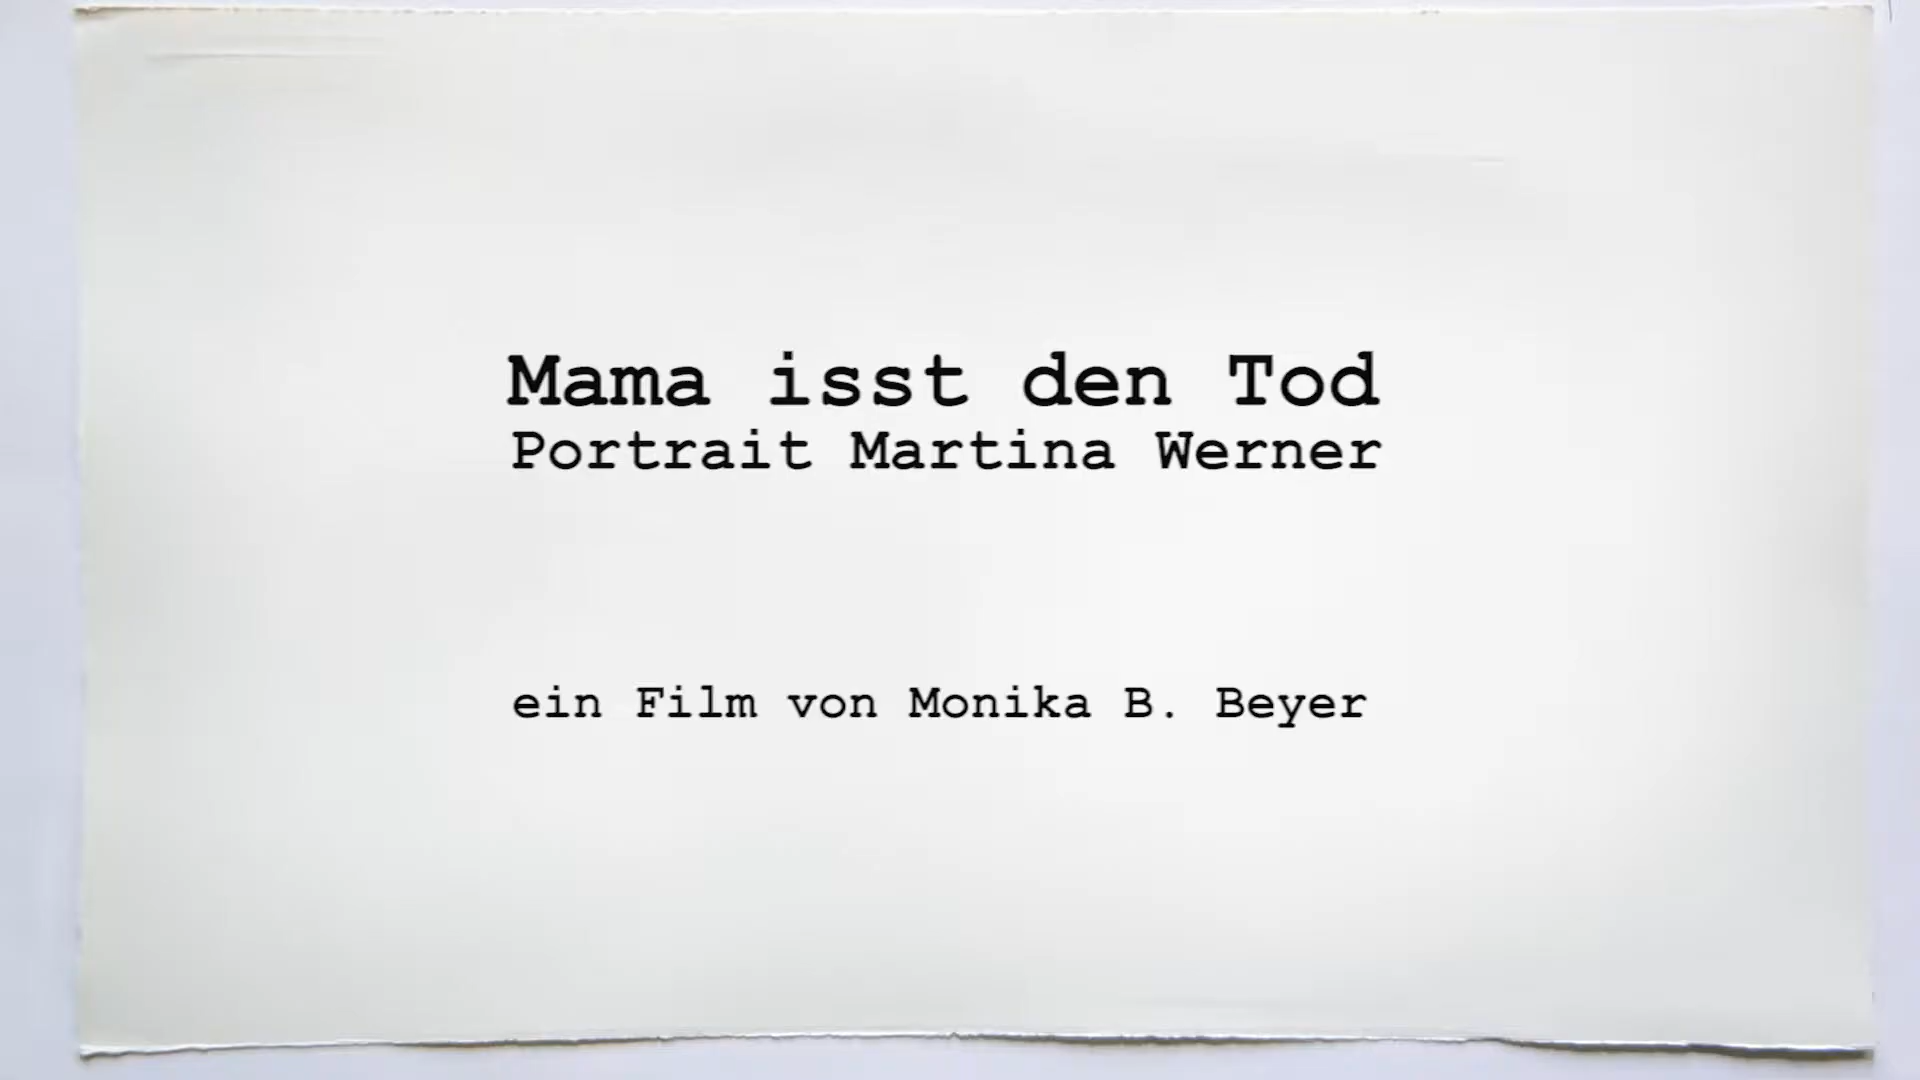 Mama isst den Tod
Portrait Martina Werner
ein Film von Monika B. Beyer